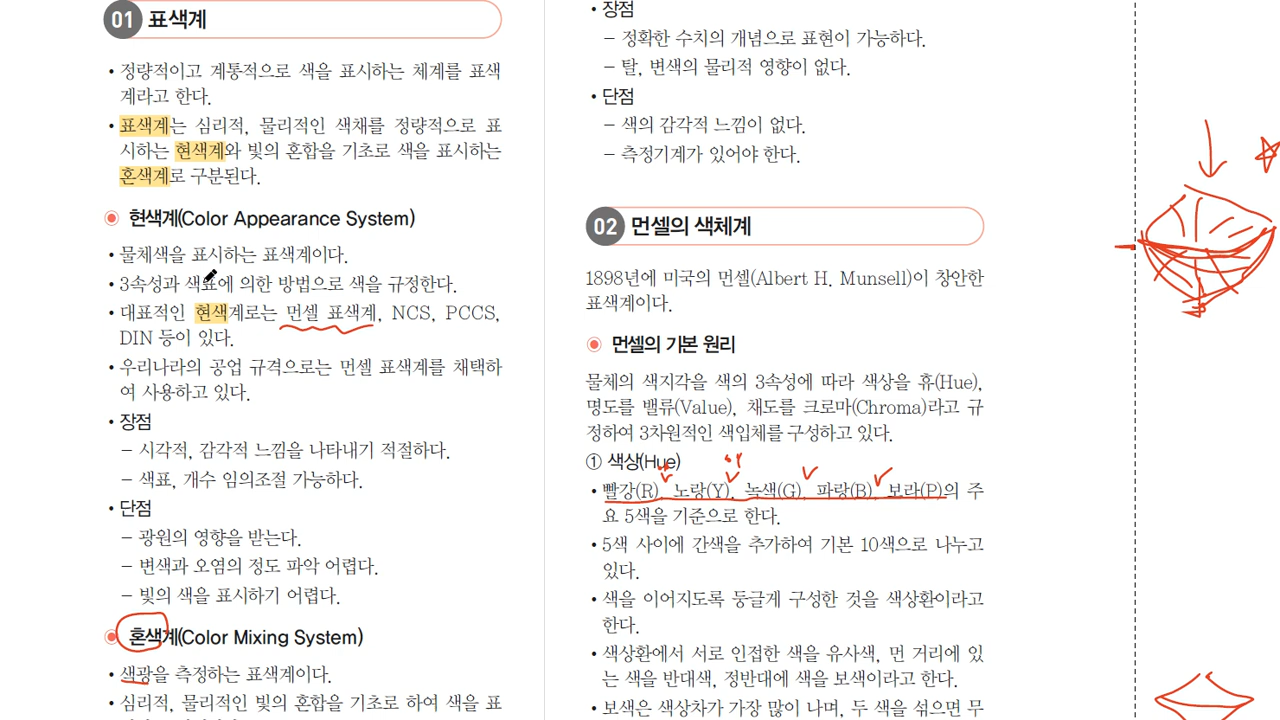 01 표색계
• 정량적이고 계통적으로 색을 표시하는 체계를 표색
계라고 한다.
• 표색계는 심리적, 물리적인 색채를 정량적으로 표
시하는 현색계와 빛의 혼합을 기초로 색을 표시하는
혼색계로 구분된다.
현색계(Color Appearance System)
• 물체색을 표시하는 표색계이다.
• 3속성과 색표에 의한 방법으로 색을 규정한다.
• 대표적인 현색계로는 먼셀 표색계, NCS, PCCS,
DIN 등이 있다.
• 우리나라의 공업 규격으로는 먼셀 표색계를 채택하
여 사용하고 있다.
• 장점
– 시각적, 감각적 느낌을 나타내기 적절하다.
– 색표, 개수 임의조절 가능하다.
• 단점
– 광원의 영향을 받는다.
– 변색과 오염의 정도 파악 어렵다.
– 빛의 색을 표시하기 어렵다.
혼색계(Color Mixing System)
• 색광을 측정하는 표색계이다.
• 심리적, 물리적인 빛의 혼합을 기초로 하여 색을 표
• 장점
– 정확한 수치의 개념으로 표현이 가능하다.
– 탈, 변색의 물리적 영향이 없다.
• 단점
– 색의 감각적 느낌이 없다.
– 측정기계가 있어야 한다.
02 먼셀의 색체계
1898년에 미국의 먼셀(Albert H. Munsell)이 창안한
표색계이다.
먼셀의 기본 원리
물체의 색지각을 색의 3속성에 따라 색상을 휴(Hue),
명도를 밸류(Value), 채도를 크로마(Chroma)라고 규
정하여 3차원적인 색입체를 구성하고 있다.
① 색상(Hue)
• 빨강(R), 노랑(Y), 녹색(G), 파랑(B), 보라(P)의 주
요 5색을 기준으로 한다.
• 5색 사이에 간색을 추가하여 기본 10색으로 나누고
있다.
• 색을 이어지도록 둥글게 구성한 것을 색상환이라고
한다.
• 색상환에서 서로 인접한 색을 유사색, 먼 거리에 있
는 색을 반대색, 정반대에 색을 보색이라고 한다.
• 보색은 색상차가 가장 많이 나며, 두 색을 섞으면 무